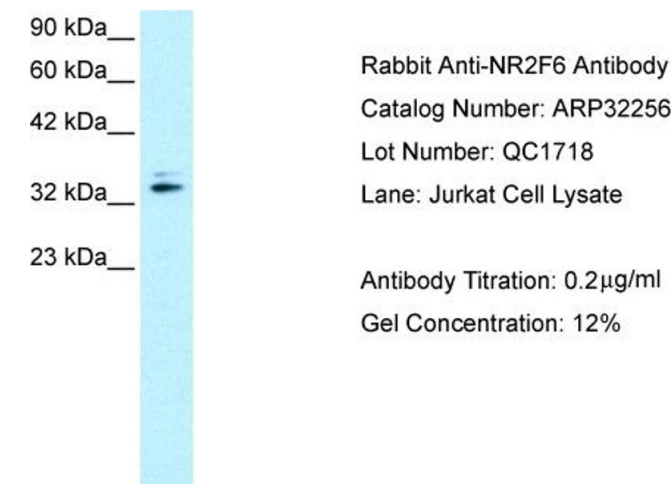 90 kDa
60 kDa
42 kDa
32 kDa
23 kDa
Rabbit Anti-NR2F6 Antibody
Catalog Number: ARP32256
Lot Number: QC1718
Lane: Jurkat Cell Lysate
Antibody Titration: 0.2μg/ml
Gel Concentration: 12%